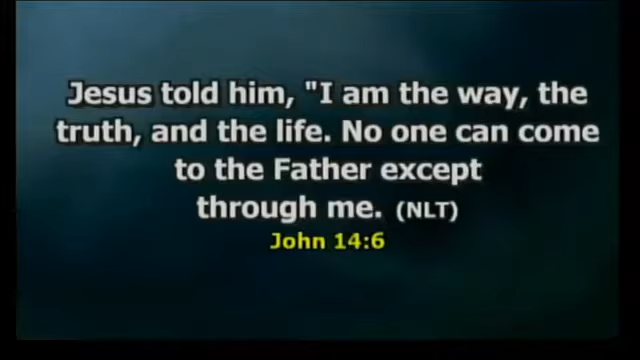 Jesus told him, "I am the way, the
truth, and the life. No one can come
to the Father except
through me. (NLT)
John 14:6